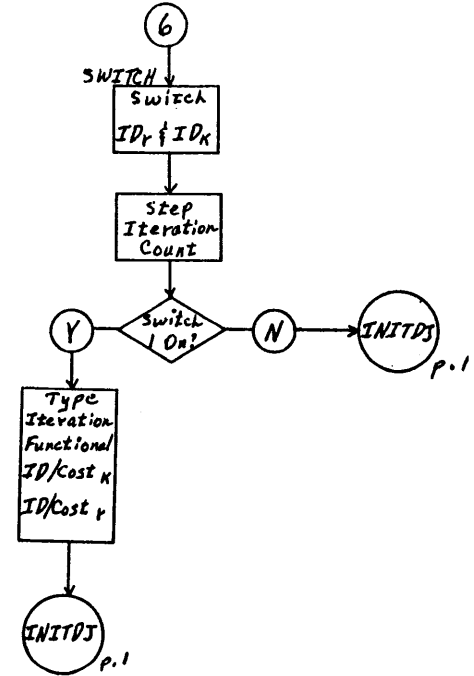 6
SWITCH
Switch
IDr & IDK
Step
Iteration
Count
Switch
1 On?
Y
N
INITDJ
p.1
Type
Iteration
Functional
ID/Cost K
ID/Cost r
INITDJ
p.1